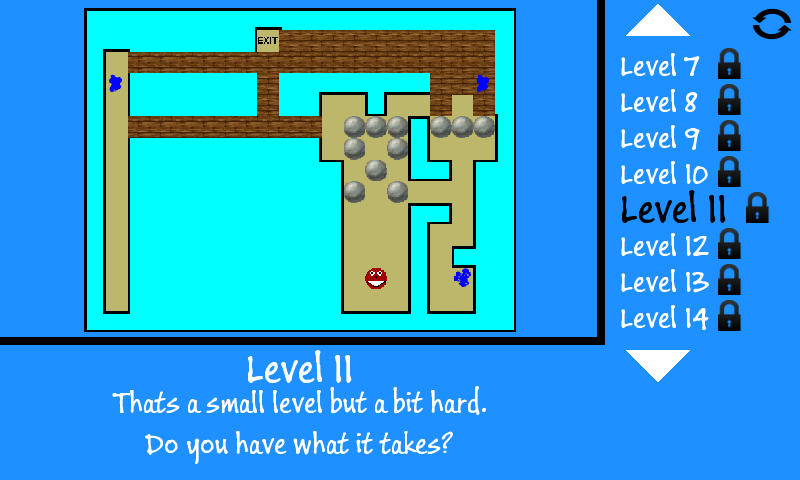 EXIT
Level 7
Level 8
Level 9
Level 10
Level 11
Level 12
Level 13
Level 14
Level 11
Thats a small level but a bit hard.
Do you have what it takes?